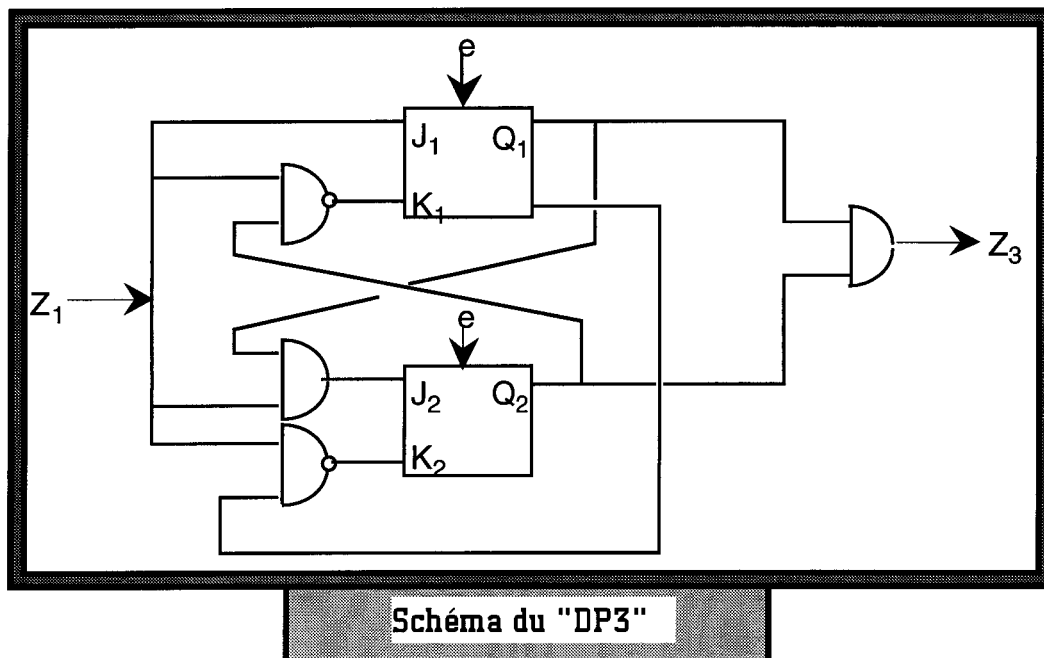 e
J₁ Q₁
K₁
Z₁
Z₃
e
J₂ Q₂
K₂
Schéma du "DP3"